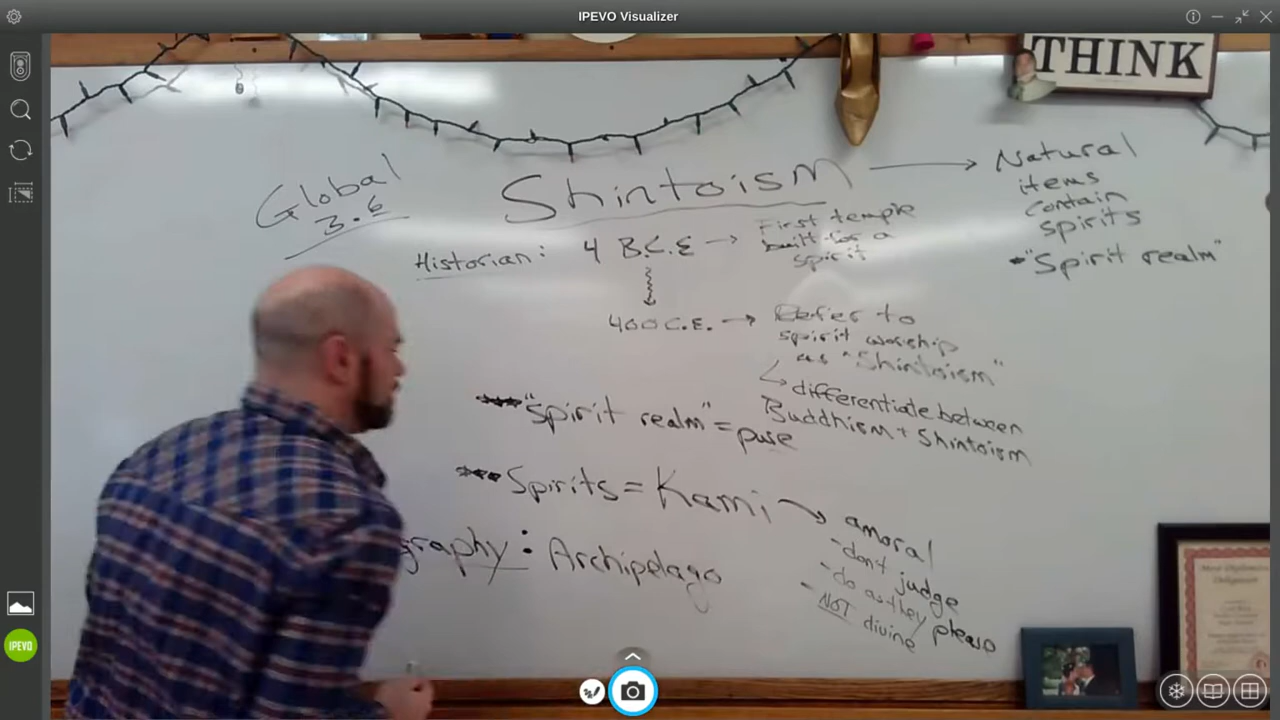 IPEVO Visualizer
THINK
Global
3.6
Shintoism
Natural
items
contain
spirits
"Spirit realm"
Historian: 4 B.C.E
First temple
built for a
spirit
400 C.E.
Refer to
spirit worship
as "Shintoism"
differentiate between
Buddhism + Shintoism
"Spirit realm" = pure
Spirits = Kami
amoral
- don't judge
- do as they please
- NOT divine
graphy: Archipelago
IPEVO